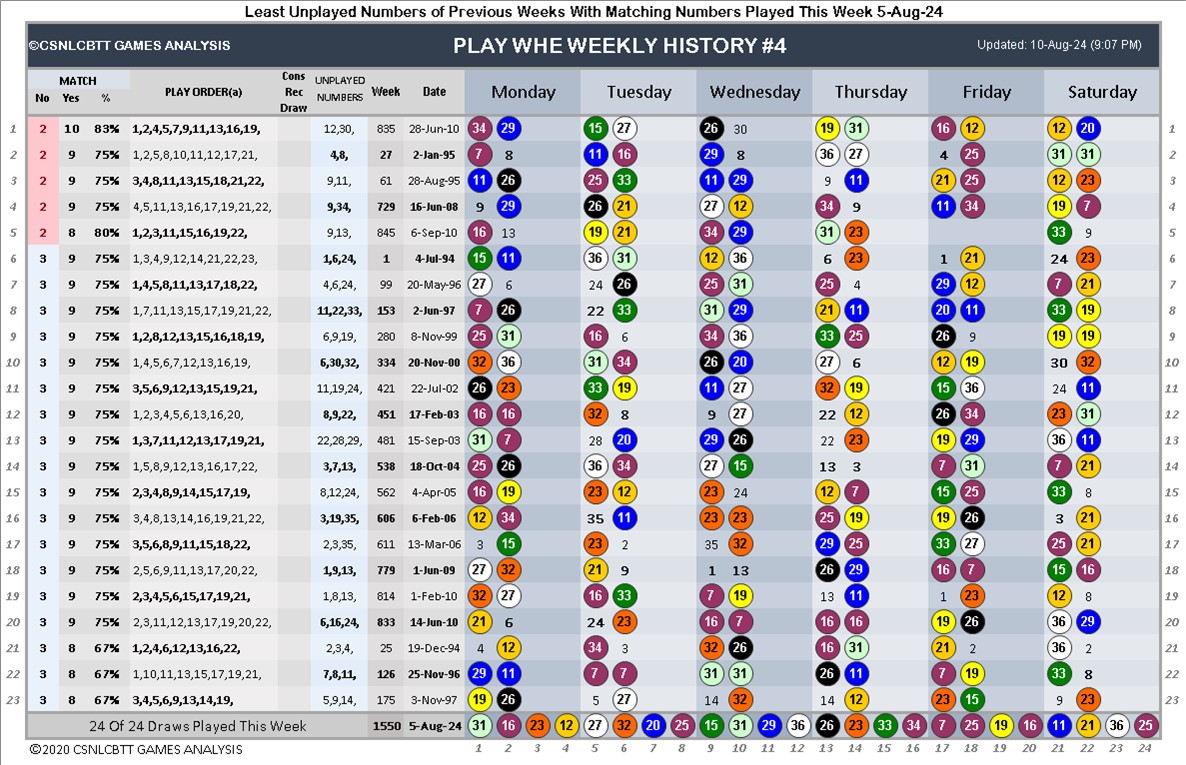 Least Unplayed Numbers of Previous Weeks With Matching Numbers Played This Week 5-Aug-24
©CSNLCBTT GAMES ANALYSIS PLAY WHE WEEKLY HISTORY #4 Updated: 10-Aug-24 (9:07 PM)
MATCH Cons Rec Draw UNPLAYED NUMBERS
No Yes % PLAY ORDER(a) Week Date Monday Tuesday Wednesday Thursday Friday Saturday
1 2 10 83% 1,2,4,5,7,9,11,13,16,19, 12,30, 835 28-Jun-10 34 29 15 27 26 30 19 31 16 12 12 20 1
2 2 9 75% 1,2,5,8,10,11,12,17,21, 4,8, 27 2-Jan-95 7 8 11 16 29 8 36 27 4 25 31 31 2
3 2 9 75% 3,4,8,11,13,15,18,21,22, 9,11, 61 28-Aug-95 11 26 25 33 11 29 9 11 21 25 12 23 3
4 2 9 75% 4,5,11,13,16,17,19,21,22, 9,34, 729 16-Jun-08 9 29 26 21 27 12 34 9 11 34 19 7 4
5 2 8 80% 1,2,3,11,15,16,19,22, 9,13, 845 6-Sep-10 16 13 19 21 34 29 31 23 33 9 5
6 3 9 75% 1,3,4,9,12,14,21,22,23, 1,6,24, 1 4-Jul-94 15 11 36 31 12 36 6 23 1 21 24 23 6
7 3 9 75% 1,4,5,8,11,13,17,18,22, 4,6,24, 99 20-May-96 27 6 24 26 25 31 25 4 29 12 7 21 7
8 3 9 75% 1,7,11,13,15,17,19,21,22, 11,22,33, 153 2-Jun-97 7 26 22 33 31 29 21 11 20 11 33 19 8
9 3 9 75% 1,2,8,12,13,15,16,18,19, 6,9,19, 280 8-Nov-99 25 31 16 6 34 36 33 25 26 9 19 19 9
10 3 9 75% 1,4,5,6,7,12,13,16,19, 6,30,32, 334 20-Nov-00 32 36 31 34 26 20 27 6 12 19 30 32 10
11 3 9 75% 3,5,6,9,12,13,15,19,21, 11,19,24, 421 22-Jul-02 26 23 33 19 11 27 32 19 15 36 24 11 11
12 3 9 75% 1,2,3,4,5,6,13,16,20, 8,9,22, 451 17-Feb-03 16 16 32 8 9 27 22 12 26 34 23 31 12
13 3 9 75% 1,3,7,11,12,13,17,19,21, 22,28,29, 481 15-Sep-03 31 7 28 20 29 26 22 23 19 29 36 11 13
14 3 9 75% 1,5,8,9,12,13,16,17,22, 3,7,13, 538 18-Oct-04 25 26 36 34 27 15 13 3 7 31 7 21 14
15 3 9 75% 2,3,4,8,9,14,15,17,19, 8,12,24, 562 4-Apr-05 16 19 23 12 23 24 12 7 15 25 33 8 15
16 3 9 75% 3,4,8,13,14,16,19,21,22, 3,19,35, 606 6-Feb-06 12 34 35 11 23 23 25 19 19 26 3 21 16
17 3 9 75% 3,5,6,8,9,11,15,18,22, 2,3,35, 611 13-Mar-06 3 15 23 2 35 32 29 25 33 27 25 21 17
18 3 9 75% 2,5,6,9,11,13,17,20,22, 1,9,13, 779 1-Jun-09 27 32 21 9 1 13 26 29 16 7 15 16 18
19 3 9 75% 2,3,4,5,6,15,17,19,21, 1,8,13, 814 1-Feb-10 32 27 16 33 7 19 13 11 1 23 12 8 19
20 3 9 75% 2,3,11,12,13,17,19,20,22, 6,16,24, 833 14-Jun-10 21 6 24 23 16 7 16 16 19 26 36 29 20
21 3 8 67% 1,2,4,6,12,13,16,22, 2,3,4, 25 19-Dec-94 4 12 34 3 32 26 16 31 21 2 36 2 21
22 3 8 67% 1,10,11,13,15,17,19,21, 7,8,11, 126 25-Nov-96 29 11 7 7 31 31 26 11 7 19 33 8 22
23 3 8 67% 3,4,5,6,9,13,14,19, 5,9,14, 175 3-Nov-97 19 26 5 27 14 32 14 12 23 15 9 23 23
24 Of 24 Draws Played This Week 1550 5-Aug-24 31 16 23 12 27 32 20 25 15 31 29 36 26 23 33 34 7 25 19 16 11 21 36 25
©2020 CSNLCBTT GAMES ANALYSIS 1 2 3 4 5 6 7 8 9 10 11 12 13 14 15 16 17 18 19 20 21 22 23 24